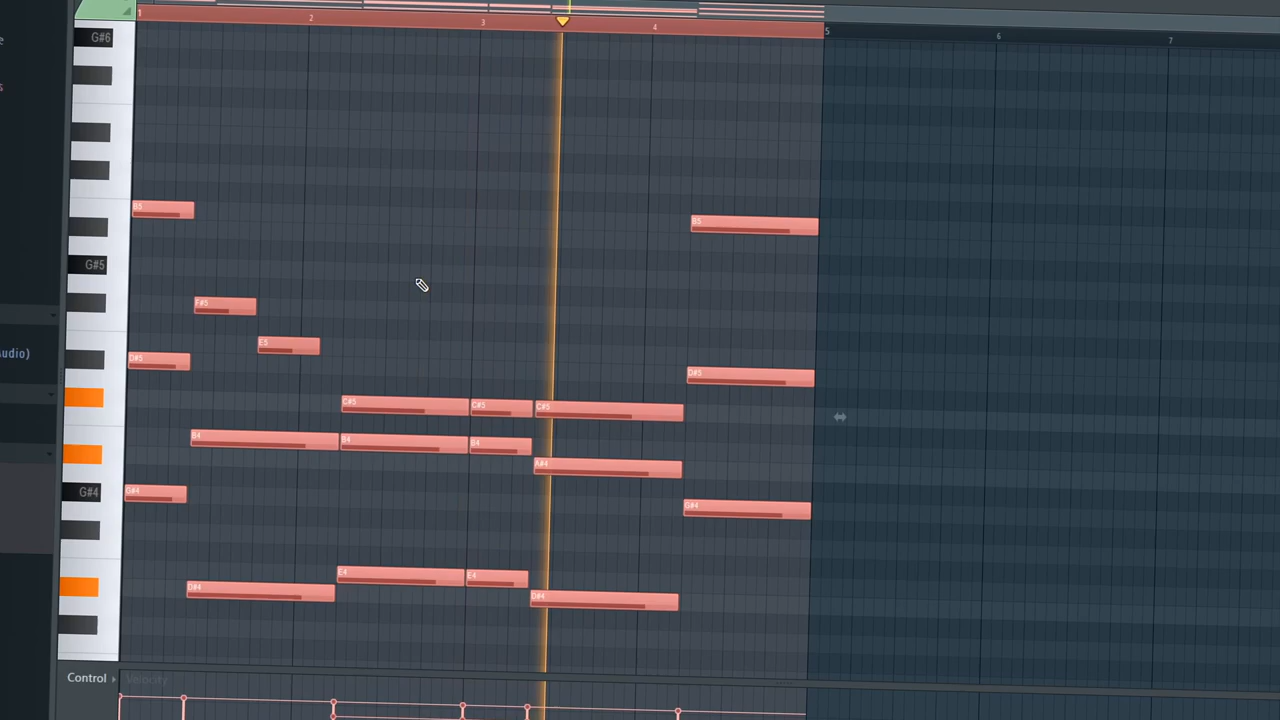 1 2 3 4 5 6 7
G#6
B5 B5
G#5
F#5
E5
D#5 D#5
udio)
C#5 C#5 C#5
B4 B4 B4
A#4
G#4 G#4 G#4
E4 E4
D#4 D#4
Control Velocity